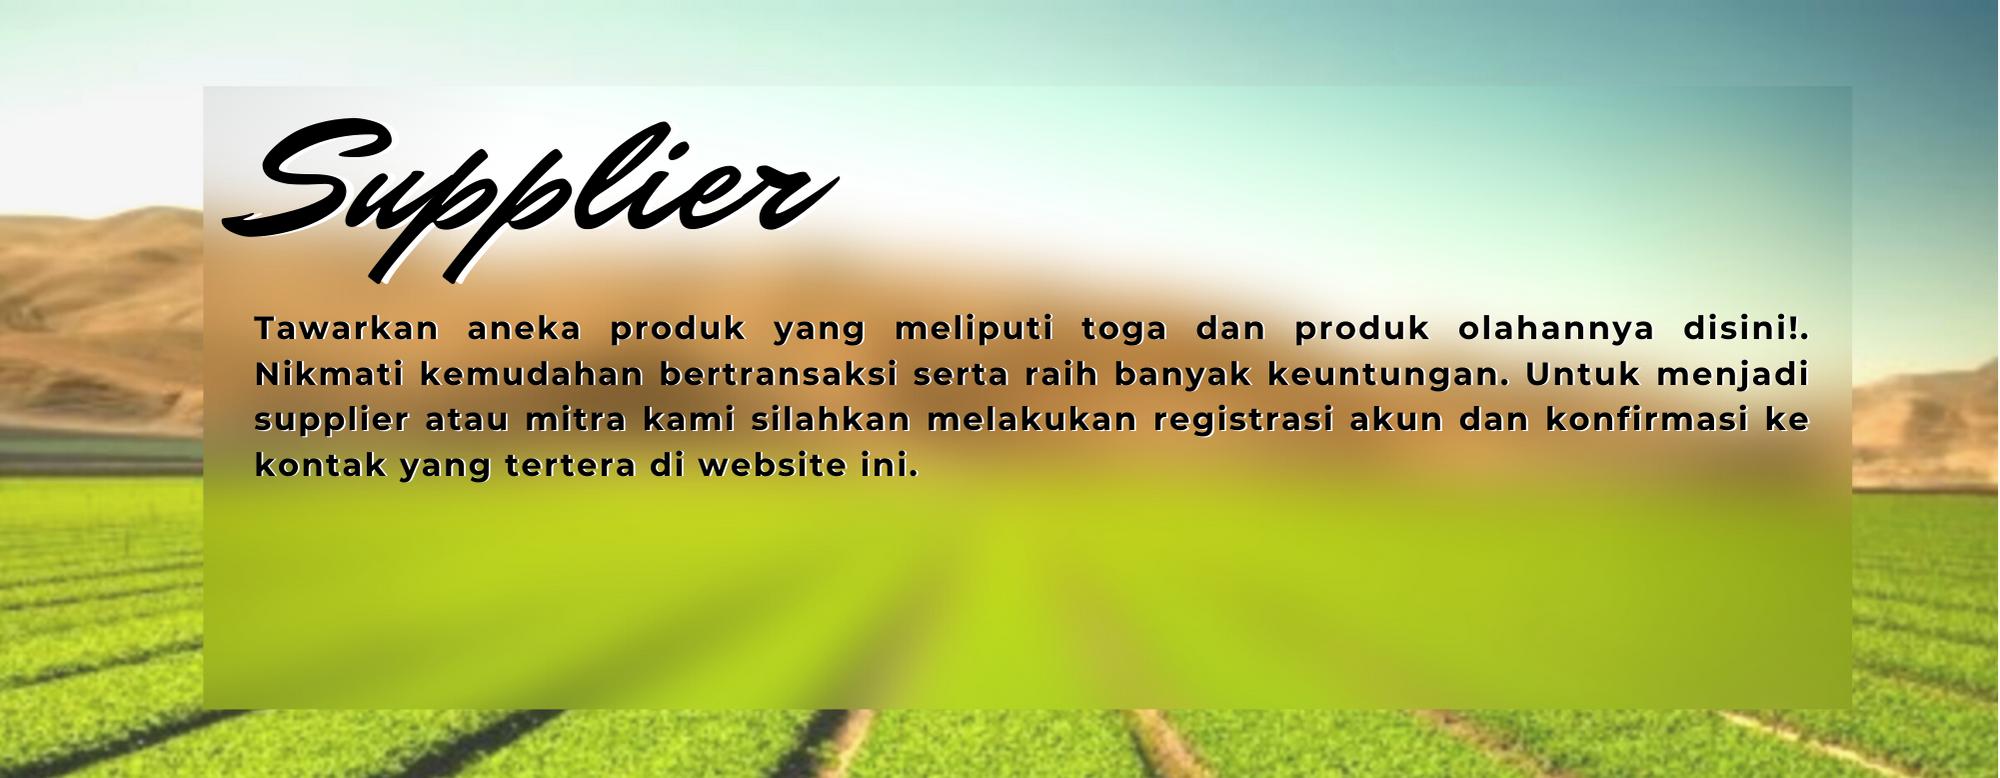 Supplier
Tawarkan aneka produk yang meliputi toga dan produk olahannya disini!.
Nikmati kemudahan bertransaksi serta raih banyak keuntungan. Untuk menjadi
supplier atau mitra kami silahkan melakukan registrasi akun dan konfirmasi ke
kontak yang tertera di website ini.